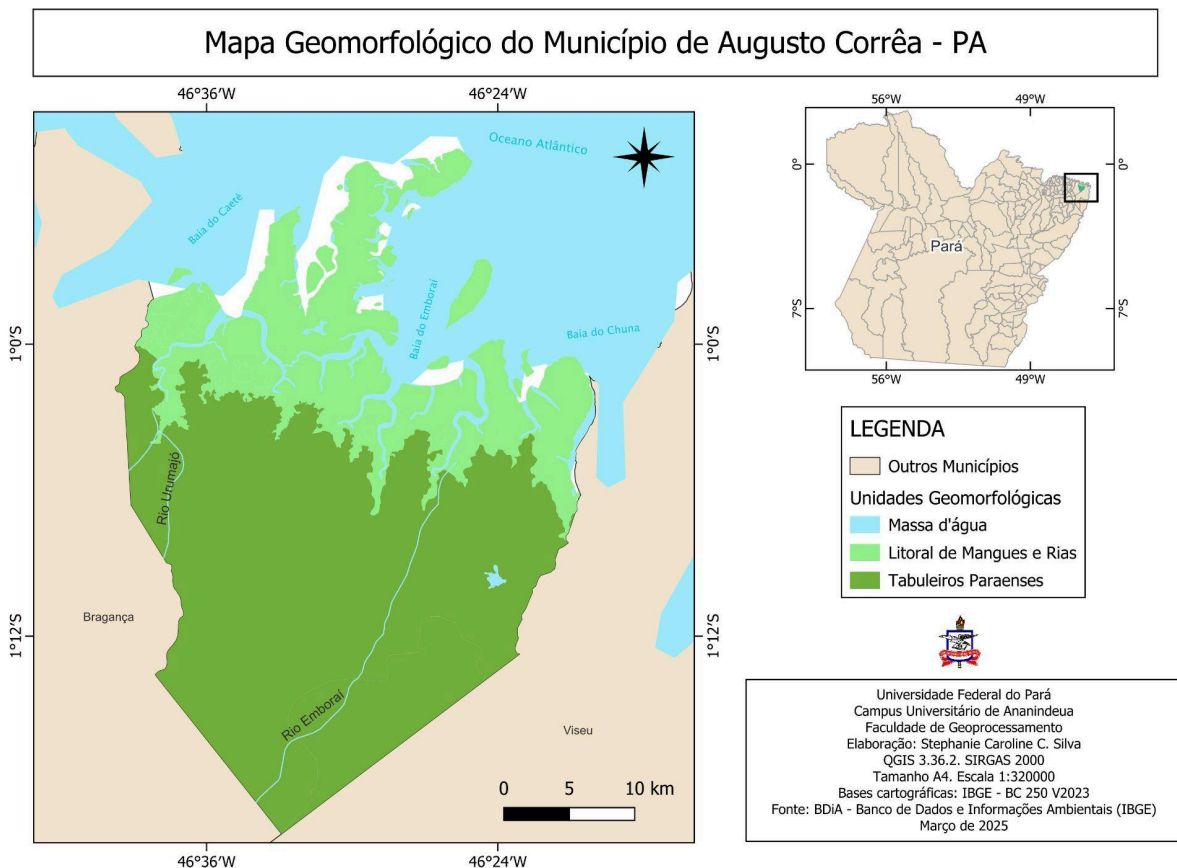 Mapa Geomorfológico do Município de Augusto Corrêa - PA
46°36'W
46°24'W
56°W
49°W
Oceano Atlântico
Baia do Caeté
0°
0°
Pará
Baia do Emboraí
Baía do Chuna
7°S
7°S
1°0'S
1°0'S
56°W
49°W
LEGENDA
Outros Municípios
Unidades Geomorfológicas
Massa d'água
Litoral de Mangues e Rias
Tabuleiros Paraenses
Rio Urumajó
Bragança
1°12'S
1°12'S
Rio Emboraí
Viseu
0 5 10 km
46°36'W
46°24'W
Universidade Federal do Pará
Campus Universitário de Ananindeua
Faculdade de Geoprocessamento
Elaboração: Stephanie Caroline C. Silva
QGIS 3.36.2. SIRGAS 2000
Tamanho A4. Escala 1:320000
Bases cartográficas: IBGE - BC 250 V2023
Fonte: BDiA - Banco de Dados e Informações Ambientais (IBGE)
Março de 2025